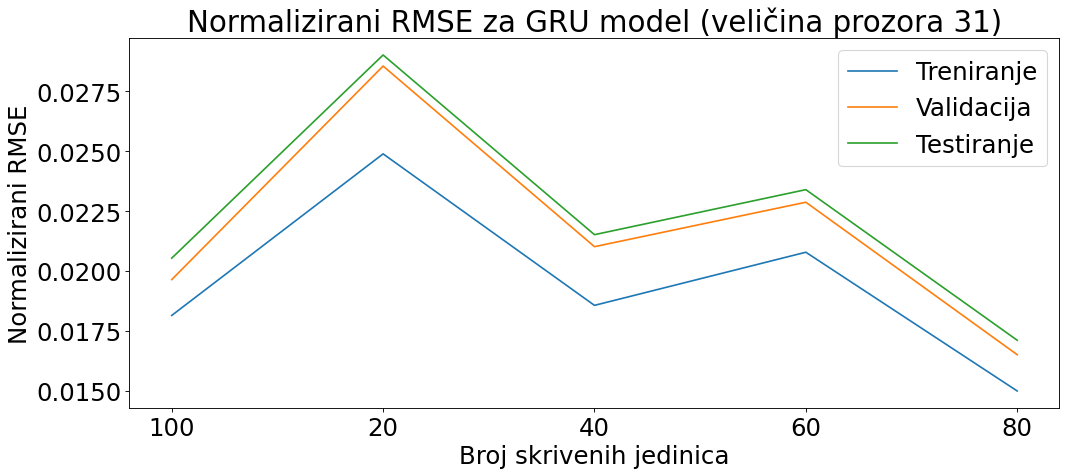 Normalizirani RMSE za GRU model (veličina prozora 31)
Treniranje
Validacija
Testiranje
Normalizirani RMSE
0.0275
0.0250
0.0225
0.0200
0.0175
0.0150
100 20 40 60 80
Broj skrivenih jedinica